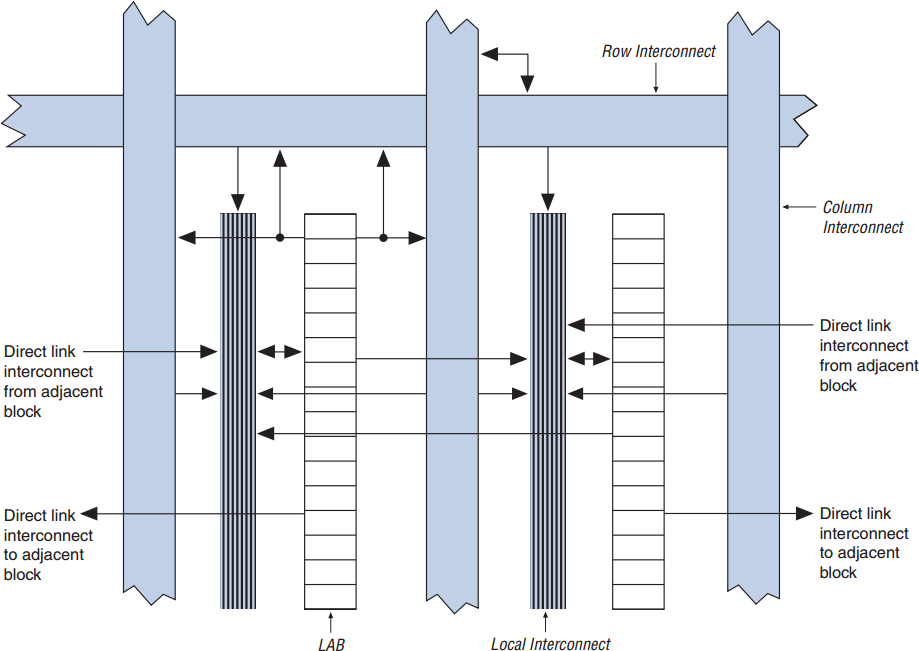 Row Interconnect
Column
Interconnect
Direct link
interconnect
from adjacent
block
Direct link
interconnect
from adjacent
block
Direct link
interconnect
to adjacent
block
Direct link
interconnect
to adjacent
block
LAB
Local Interconnect